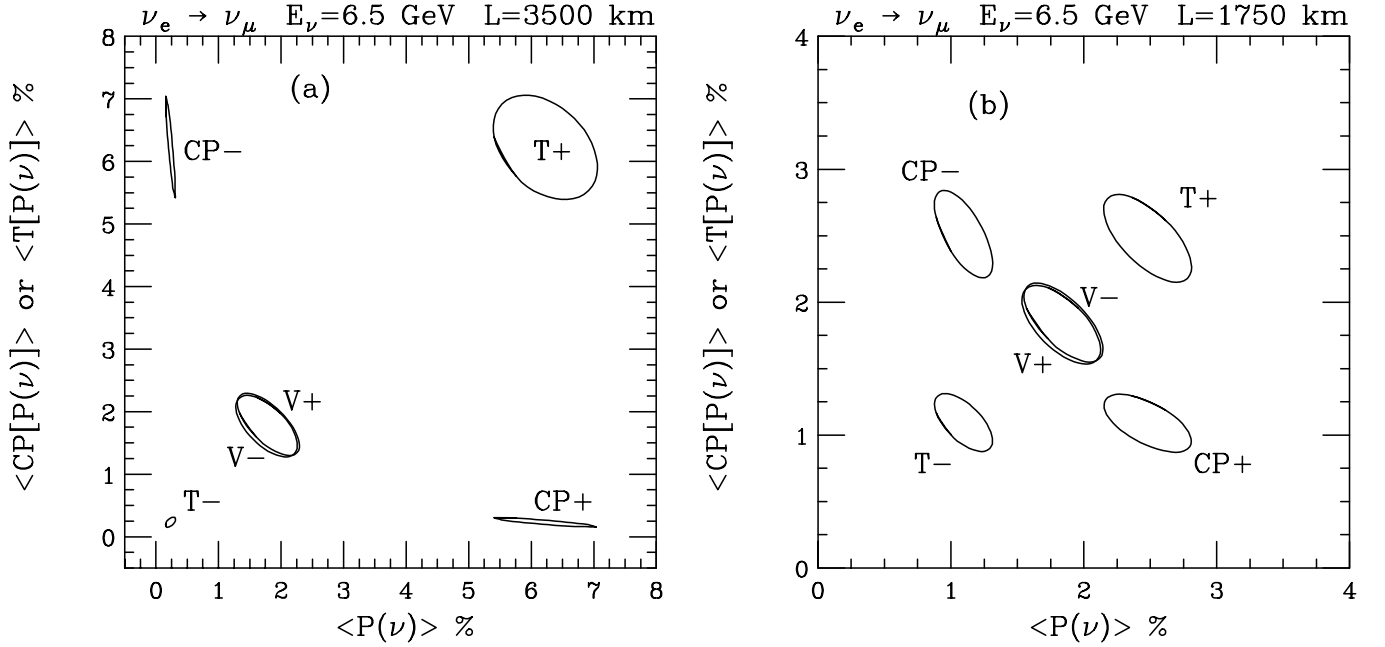 ν_e → ν_μ E_ν=6.5 GeV L=3500 km
(a)
<CP[P(ν)]> or <T[P(ν)]> %
8
7
6
5
4
3
2
1
0
CP−
T+
V+
V−
T−
CP+
0 1 2 3 4 5 6 7 8
<P(ν)> %
ν_e → ν_μ E_ν=6.5 GeV L=1750 km
(b)
<CP[P(ν)]> or <T[P(ν)]> %
4
3
2
1
0
CP−
T+
V−
V+
T−
CP+
0 1 2 3 4
<P(ν)> %